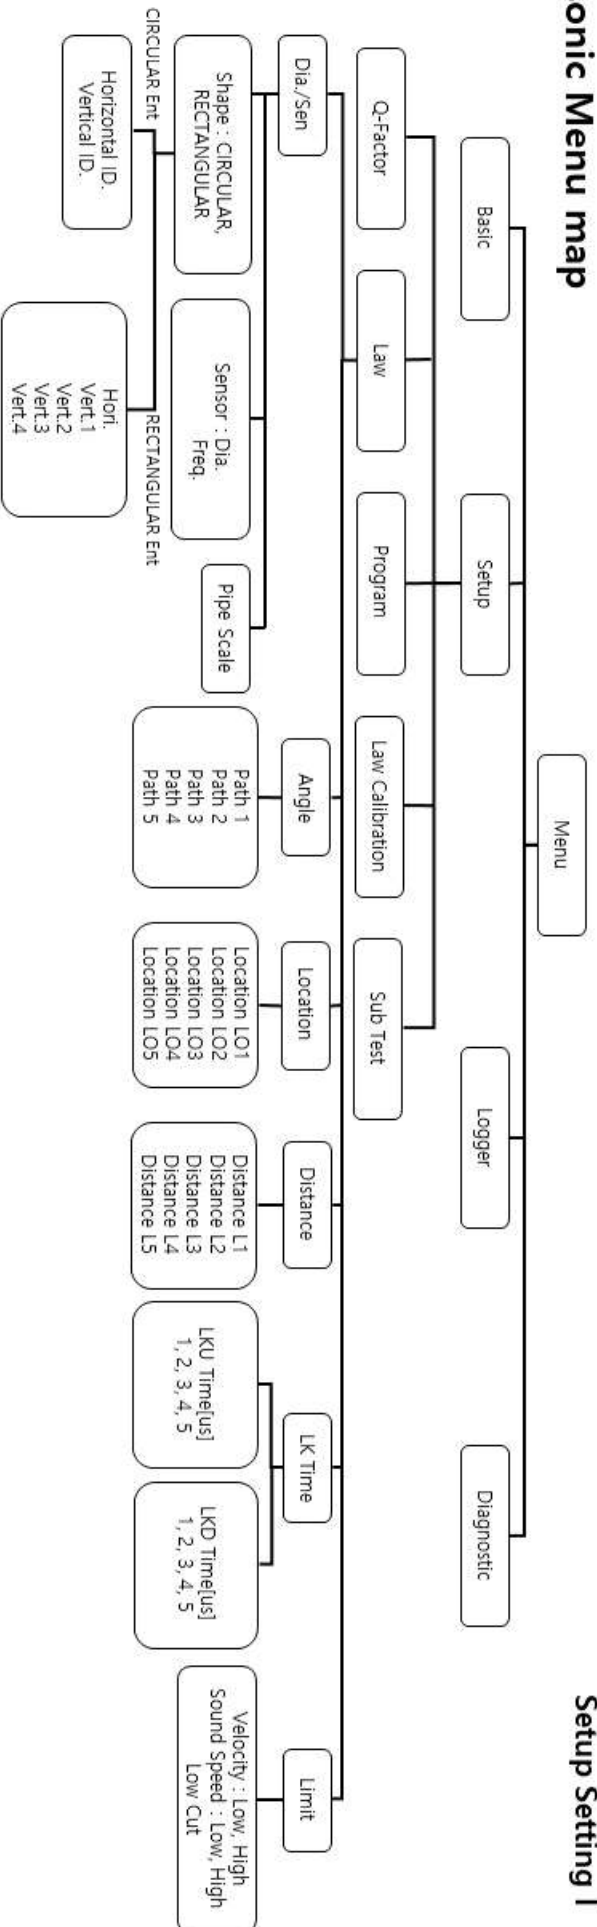 onic Menu map
Setup Setting I
Menu
Basic
Setup
Logger
Diagnostic
Q-Factor
Law
Program
Law Calibration
Sub Test
Dia./Sen
Angle
Location
Distance
LK Time
Limit
Shape : CIRCULAR,
RECTANGULAR
Sensor : Dia.
Freq.
Pipe Scale
Path 1
Path 2
Path 3
Path 4
Path 5
Location LO1
Location LO2
Location LO3
Location LO4
Location LO5
Distance L1
Distance L2
Distance L3
Distance L4
Distance L5
LKU Time[us]
1, 2, 3, 4, 5
LKD Time[us]
1, 2, 3, 4, 5
Velocity : Low, High
Sound Speed : Low, High
Low Cut
CIRCULAR Ent
RECTANGULAR Ent
Horizontal ID.
Vertical ID.
Hori.
Vert.1
Vert.2
Vert.3
Vert.4